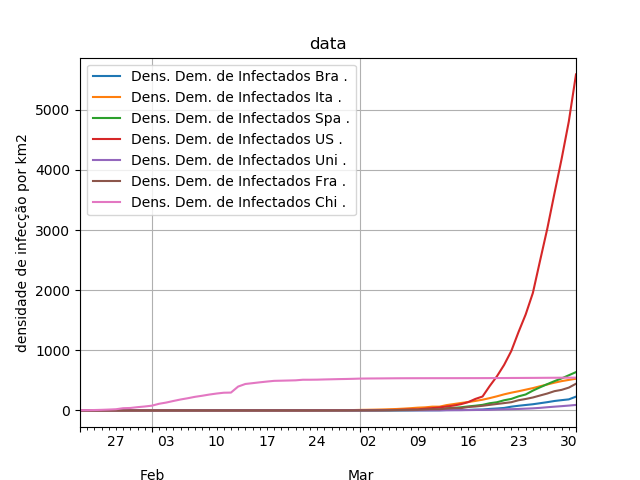 data
Dens. Dem. de Infectados Bra .
Dens. Dem. de Infectados Ita .
Dens. Dem. de Infectados Spa .
Dens. Dem. de Infectados US .
Dens. Dem. de Infectados Uni .
Dens. Dem. de Infectados Fra .
Dens. Dem. de Infectados Chi .
densidade de infecção por km2
5000
4000
3000
2000
1000
0
27 03 10 17 24 02 09 16 23 30
Feb Mar